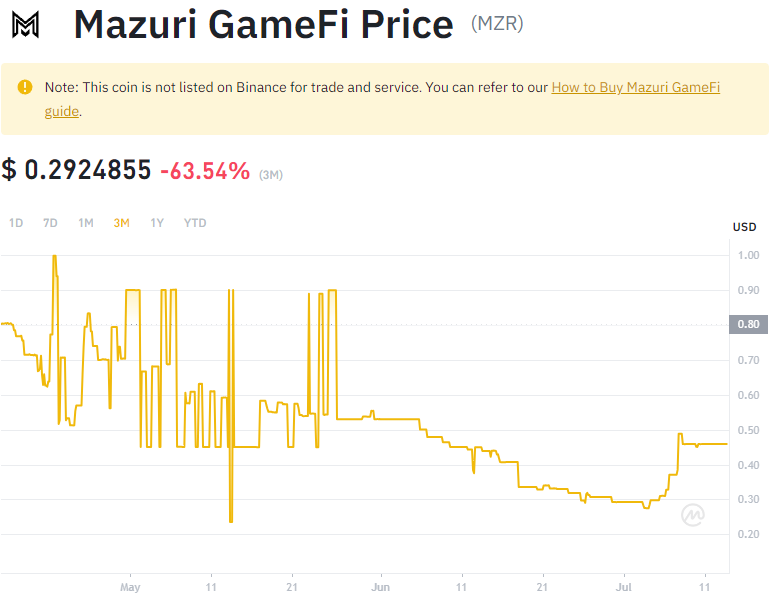 Mazuri GameFi Price (MZR)
Note: This coin is not listed on Binance for trade and service. You can refer to our How to Buy Mazuri GameFi
guide.
$ 0.2924855 -63.54% (3M)
1D 7D 1M 3M 1Y YTD
USD
1.00
0.90
0.80
0.70
0.60
0.50
0.40
0.30
0.20
May 11 21 Jun 11 21 Jul 11